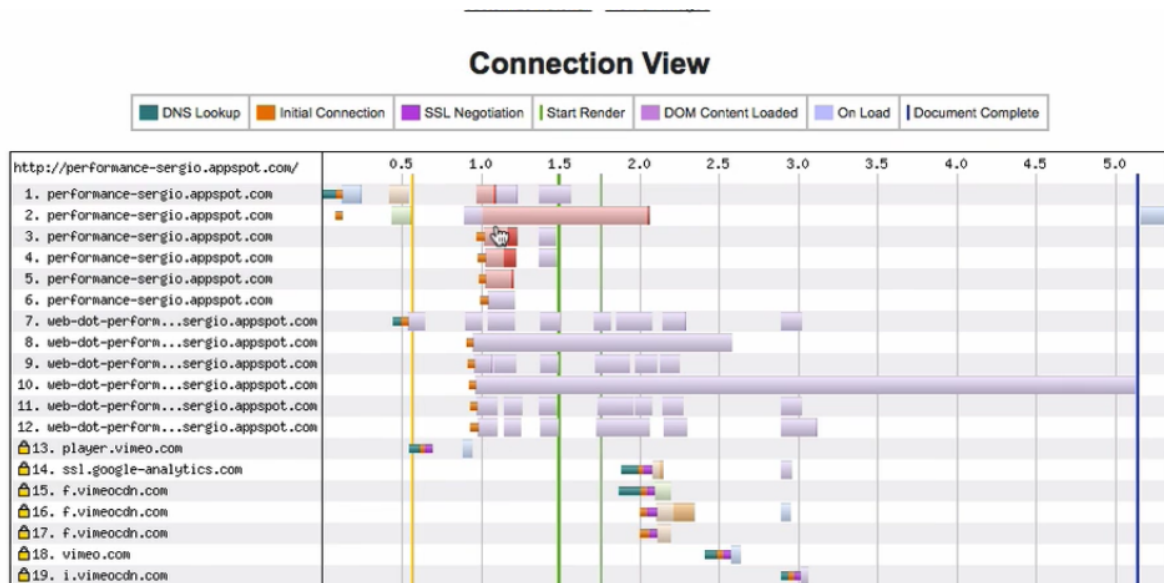 Connection View
DNS Lookup Initial Connection SSL Negotiation Start Render DOM Content Loaded On Load Document Complete
http://performance-sergio.appspot.com/ 0.5 1.0 1.5 2.0 2.5 3.0 3.5 4.0 4.5 5.0
1. performance-sergio.appspot.com
2. performance-sergio.appspot.com
3. performance-sergio.appspot.com
4. performance-sergio.appspot.com
5. performance-sergio.appspot.com
6. performance-sergio.appspot.com
7. web-dot-perform...sergio.appspot.com
8. web-dot-perform...sergio.appspot.com
9. web-dot-perform...sergio.appspot.com
10. web-dot-perform...sergio.appspot.com
11. web-dot-perform...sergio.appspot.com
12. web-dot-perform...sergio.appspot.com
13. player.vimeo.com
14. ssl.google-analytics.com
15. f.vimeocdn.com
16. f.vimeocdn.com
17. f.vimeocdn.com
18. vimeo.com
19. i.vimeocdn.com